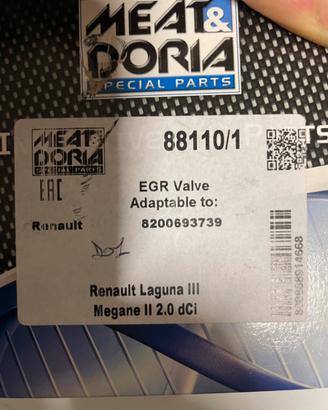 MEAT&
DORIA
SPECIAL PARTS
MEAT&
DORIA
SPECIAL PARTS
88110/1
EAC
EGR Valve
Adaptable to:
Renault
8200693739
Renault Laguna III
Megane II 2.0 dCi